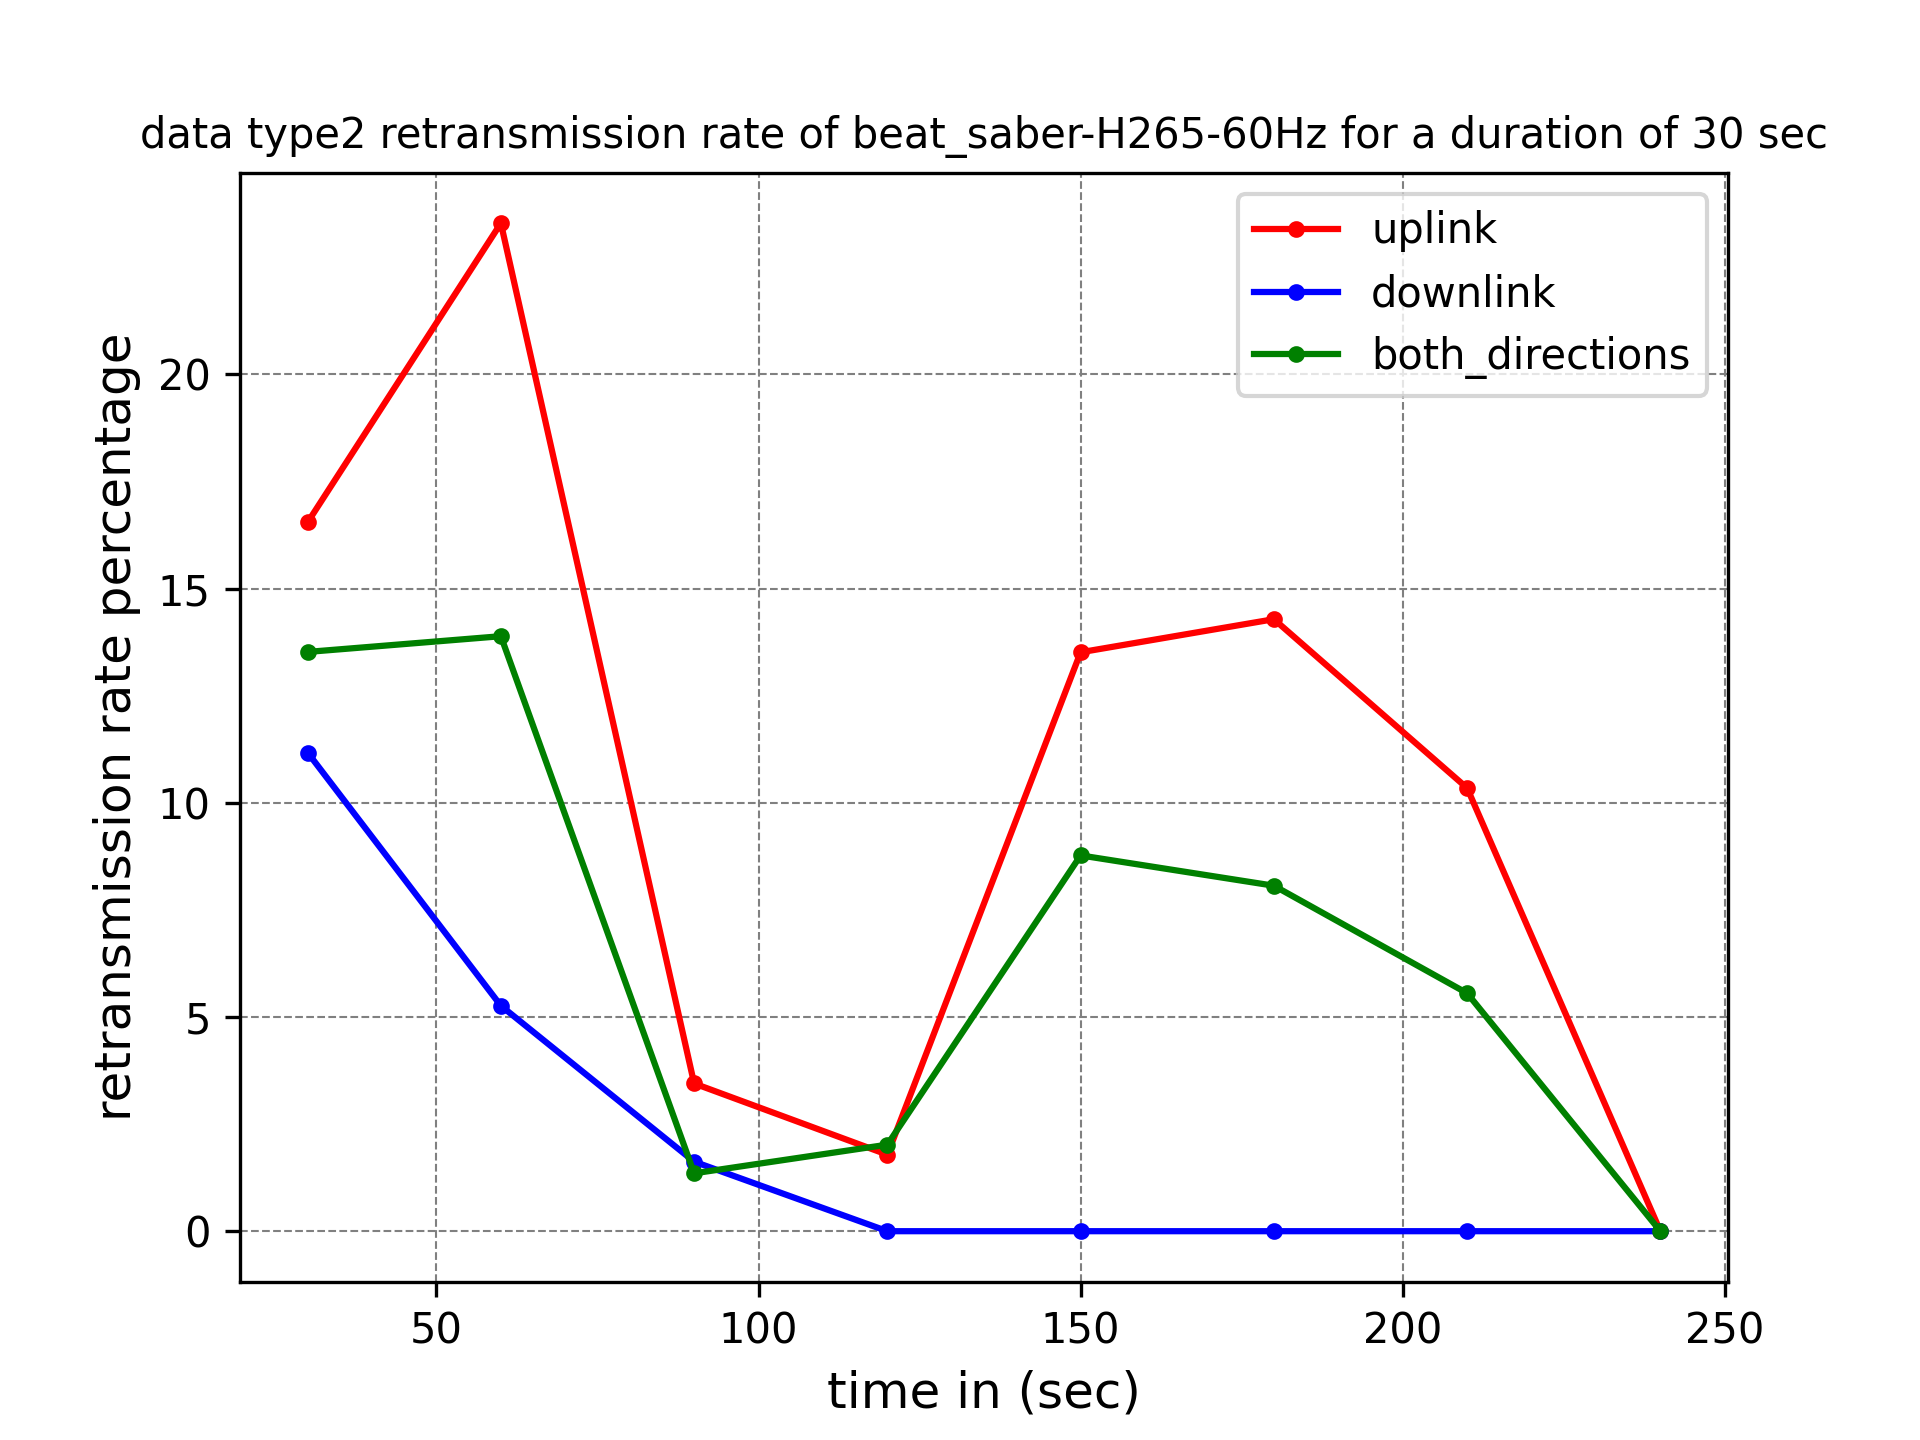 data type2 retransmission rate of beat_saber-H265-60Hz for a duration of 30 sec
uplink
downlink
both_directions
retransmission rate percentage
20
15
10
5
0
50
100
150
200
250
time in (sec)